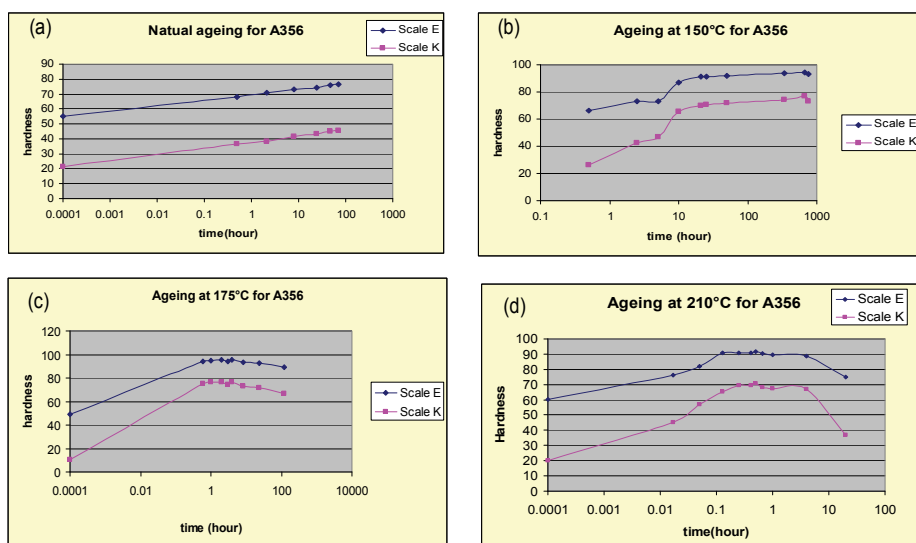 (a)
Natual ageing for A356
Scale E
Scale K
hardness
90
80
70
60
50
40
30
20
10
0
0.0001 0.001 0.01 0.1 1 10 100 1000
time(hour)
(b)
Ageing at 150°C for A356
hardness
100
80
60
40
20
0
0.1 1 10 100 1000
time (hour)
Scale E
Scale K
(c)
Ageing at 175°C for A356
hardness
120
100
80
60
40
20
0
0.0001 0.01 1 100 10000
time (hour)
Scale E
Scale K
(d)
Ageing at 210°C for A356
Scale E
Scale K
Hardness
100
90
80
70
60
50
40
30
20
10
0
0.0001 0.001 0.01 0.1 1 10 100
time(hour)